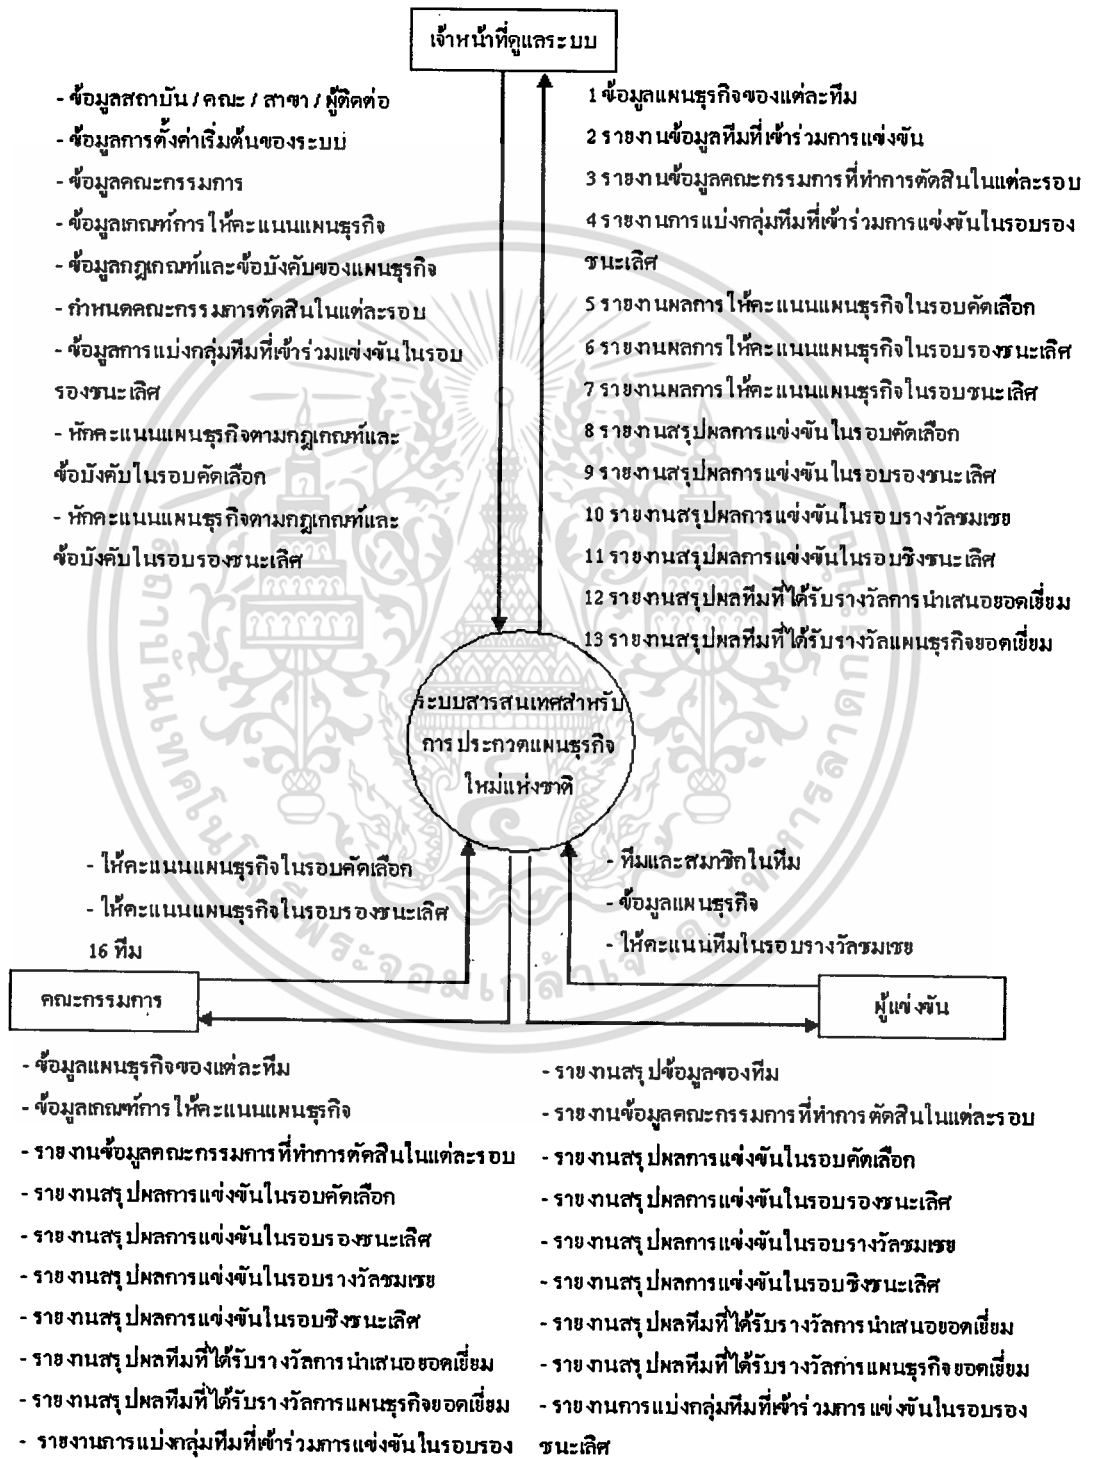 เจ้าหน้าที่ดูแลระบบ
- ข้อมูลสถาบัน / คณะ / สาขา / ผู้ติดต่อ
- ข้อมูลการตั้งค่าเริ่มต้นของระบบ
- ข้อมูลคณะกรรมการ
- ข้อมูลเกณฑ์การให้คะแนนแผนธุรกิจ
- ข้อมูลกฎเกณฑ์และข้อบังคับของแผนธุรกิจ
- กำหนดคณะกรรมการตัดสินในแต่ละรอบ
- ข้อมูลการแบ่งกลุ่มทีมที่เข้าร่วมแข่งขันในรอบ
รองชนะเลิศ
- หักคะแนนแผนธุรกิจตามกฎเกณฑ์และ
ข้อบังคับในรอบคัดเลือก
- หักคะแนนแผนธุรกิจตามกฎเกณฑ์และ
ข้อบังคับในรอบรองชนะเลิศ
1 ข้อมูลแผนธุรกิจของแต่ละทีม
2 รายงานข้อมูลทีมที่เข้าร่วมการแข่งขัน
3 รายงานข้อมูลคณะกรรมการที่ทำการตัดสินในแต่ละรอบ
4 รายงานการแบ่งกลุ่มทีมที่เข้าร่วมการแข่งขันในรอบรอง
ชนะเลิศ
5 รายงานผลการให้คะแนนแผนธุรกิจในรอบคัดเลือก
6 รายงานผลการให้คะแนนแผนธุรกิจในรอบรองชนะเลิศ
7 รายงานผลการให้คะแนนแผนธุรกิจในรอบชนะเลิศ
8 รายงานสรุปผลการแข่งขันในรอบคัดเลือก
9 รายงานสรุปผลการแข่งขันในรอบรองชนะเลิศ
10 รายงานสรุปผลการแข่งขันในรอบรางวัลชมเชย
11 รายงานสรุปผลการแข่งขันในรอบชิงชนะเลิศ
12 รายงานสรุปผลทีมที่ได้รับรางวัลการนำเสนอยอดเยี่ยม
13 รายงานสรุปผลทีมที่ได้รับรางวัลแผนธุรกิจยอดเยี่ยม
ระบบสารสนเทศสำหรับ
การประกวดแผนธุรกิจ
ใหม่แห่งชาติ
- ให้คะแนนแผนธุรกิจในรอบคัดเลือก
- ให้คะแนนแผนธุรกิจในรอบรองชนะเลิศ
16 ทีม
- ทีมและสมาชิกในทีม
- ข้อมูลแผนธุรกิจ
- ให้คะแนนทีมในรอบรางวัลชมเชย
คณะกรรมการ
ผู้แข่งขัน
- ข้อมูลแผนธุรกิจของแต่ละทีม
- ข้อมูลเกณฑ์การให้คะแนนแผนธุรกิจ
- รายงานข้อมูลคณะกรรมการที่ทำการตัดสินในแต่ละรอบ
- รายงานสรุปผลการแข่งขันในรอบคัดเลือก
- รายงานสรุปผลการแข่งขันในรอบรองชนะเลิศ
- รายงานสรุปผลการแข่งขันในรอบรางวัลชมเชย
- รายงานสรุปผลการแข่งขันในรอบชิงชนะเลิศ
- รายงานสรุปผลทีมที่ได้รับรางวัลการนำเสนอยอดเยี่ยม
- รายงานสรุปผลทีมที่ได้รับรางวัลการแผนธุรกิจยอดเยี่ยม
- รายงานการแบ่งกลุ่มทีมที่เข้าร่วมการแข่งขันในรอบรอง
- รายงานสรุปข้อมูลของทีม
- รายงานข้อมูลคณะกรรมการที่ทำการตัดสินในแต่ละรอบ
- รายงานสรุปผลการแข่งขันในรอบคัดเลือก
- รายงานสรุปผลการแข่งขันในรอบรองชนะเลิศ
- รายงานสรุปผลการแข่งขันในรอบรางวัลชมเชย
- รายงานสรุปผลการแข่งขันในรอบชิงชนะเลิศ
- รายงานสรุปผลทีมที่ได้รับรางวัลการนำเสนอยอดเยี่ยม
- รายงานสรุปผลทีมที่ได้รับรางวัลการแผนธุรกิจยอดเยี่ยม
- รายงานการแบ่งกลุ่มทีมที่เข้าร่วมการแข่งขันในรอบรอง
ชนะเลิศ
สถาบันเทคโนโลยีพระจอมเกล้าเจ้าคุณทหารลาดกระบัง